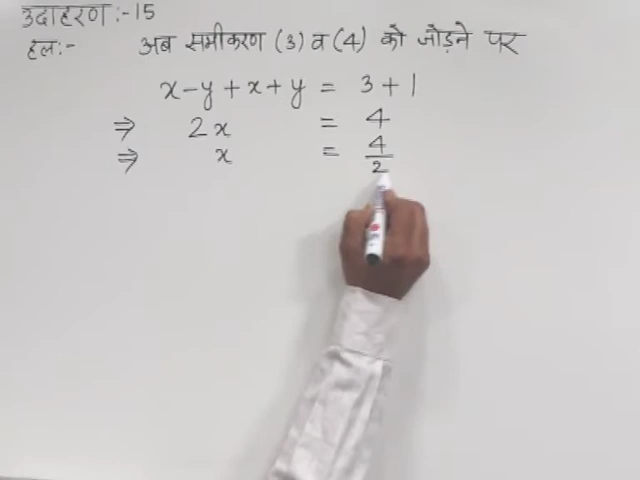 उदाहरण :- 15
हल :- अब समीकरण (3) व (4) को जोड़ने पर
x - y + x + y = 3 + 1
⇒ 2x = 4
⇒ x = 4/2